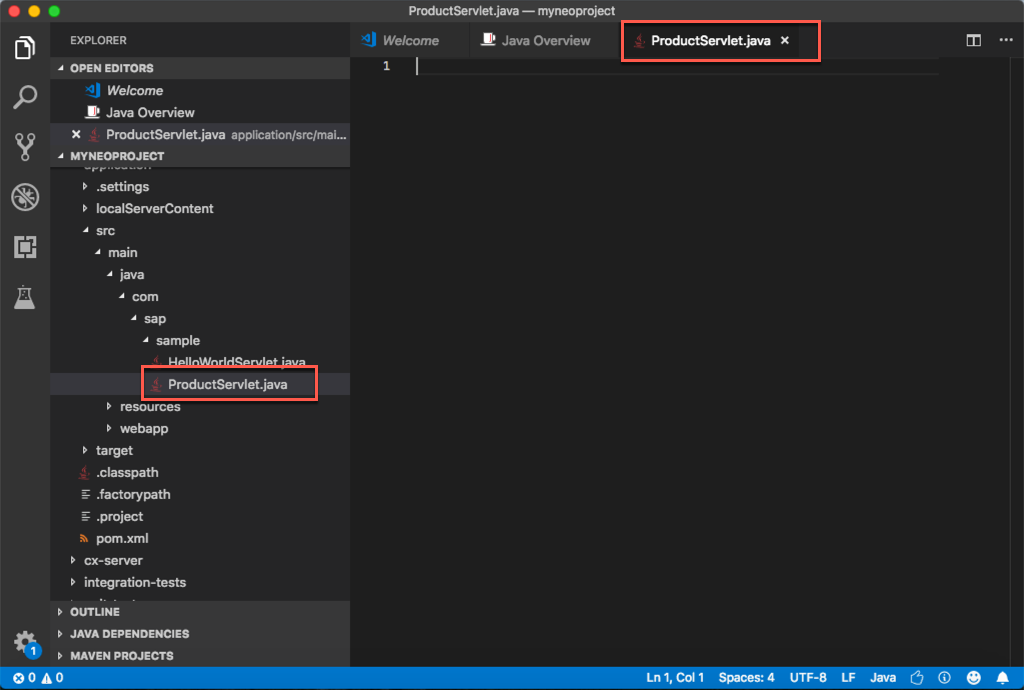 ProductServlet.java — myneoproject
EXPLORER
Welcome
Java Overview
ProductServlet.java
OPEN EDITORS
Welcome
Java Overview
ProductServlet.java application/src/mai...
MYNEOPROJECT
application
.settings
localServerContent
src
main
java
com
sap
sample
HelloWorldServlet.java
ProductServlet.java
resources
webapp
target
.classpath
.factorypath
.project
pom.xml
cx-server
integration-tests
OUTLINE
JAVA DEPENDENCIES
MAVEN PROJECTS
1
1
0 0
Ln 1, Col 1 Spaces: 4 UTF-8 LF Java